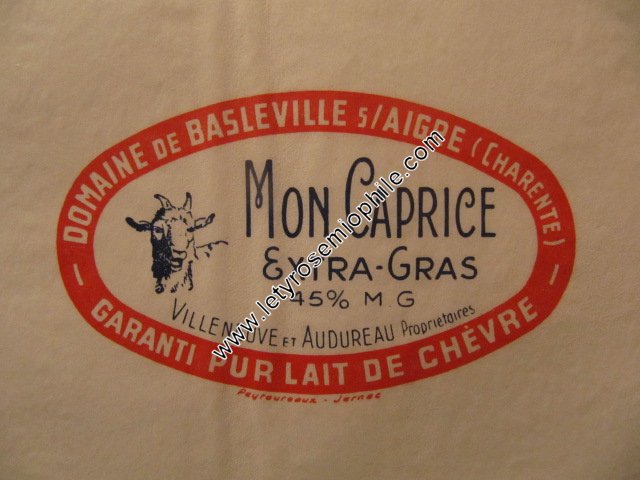 DOMAINE DE BASLEVILLE S/AIGRE (CHARENTE)
MON CAPRICE
EXTRA-GRAS
45% M.G
VILLENEUVE ET AUDUREAU Propriétaires
— GARANTI PUR LAIT DE CHÈVRE —
Jarnac
www.letyrosemiophile.com